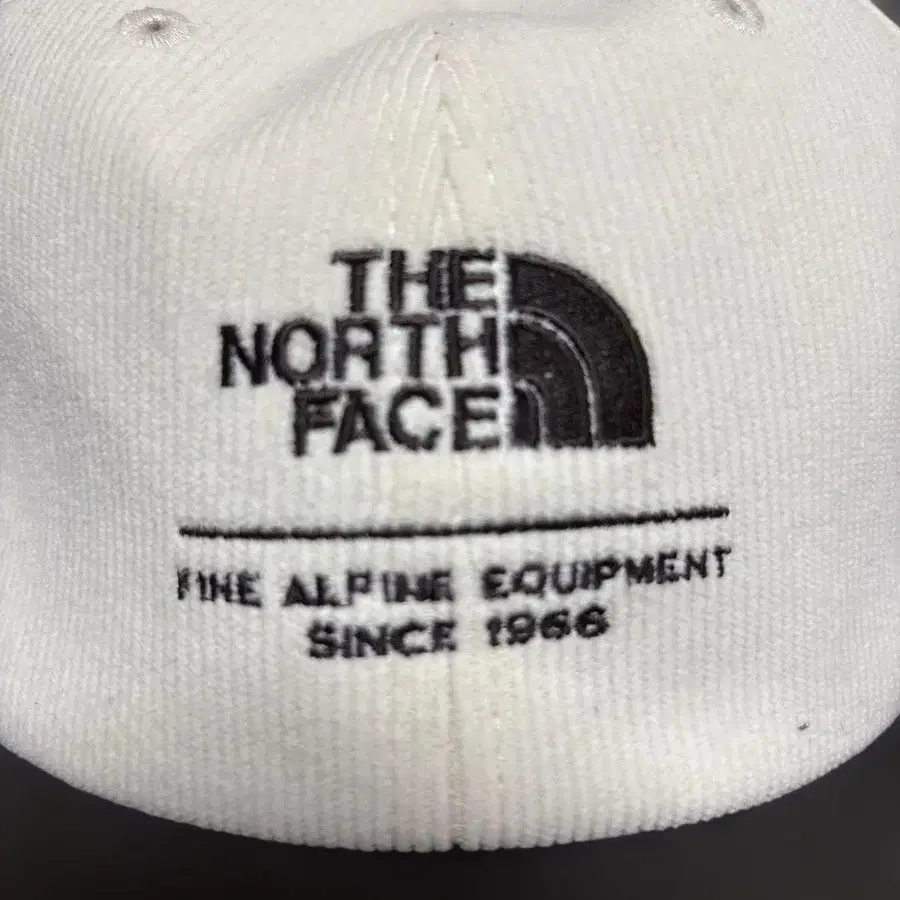 THE
NORTH
FACE
FINE ALPINE EQUIPMENT
SINCE 1966